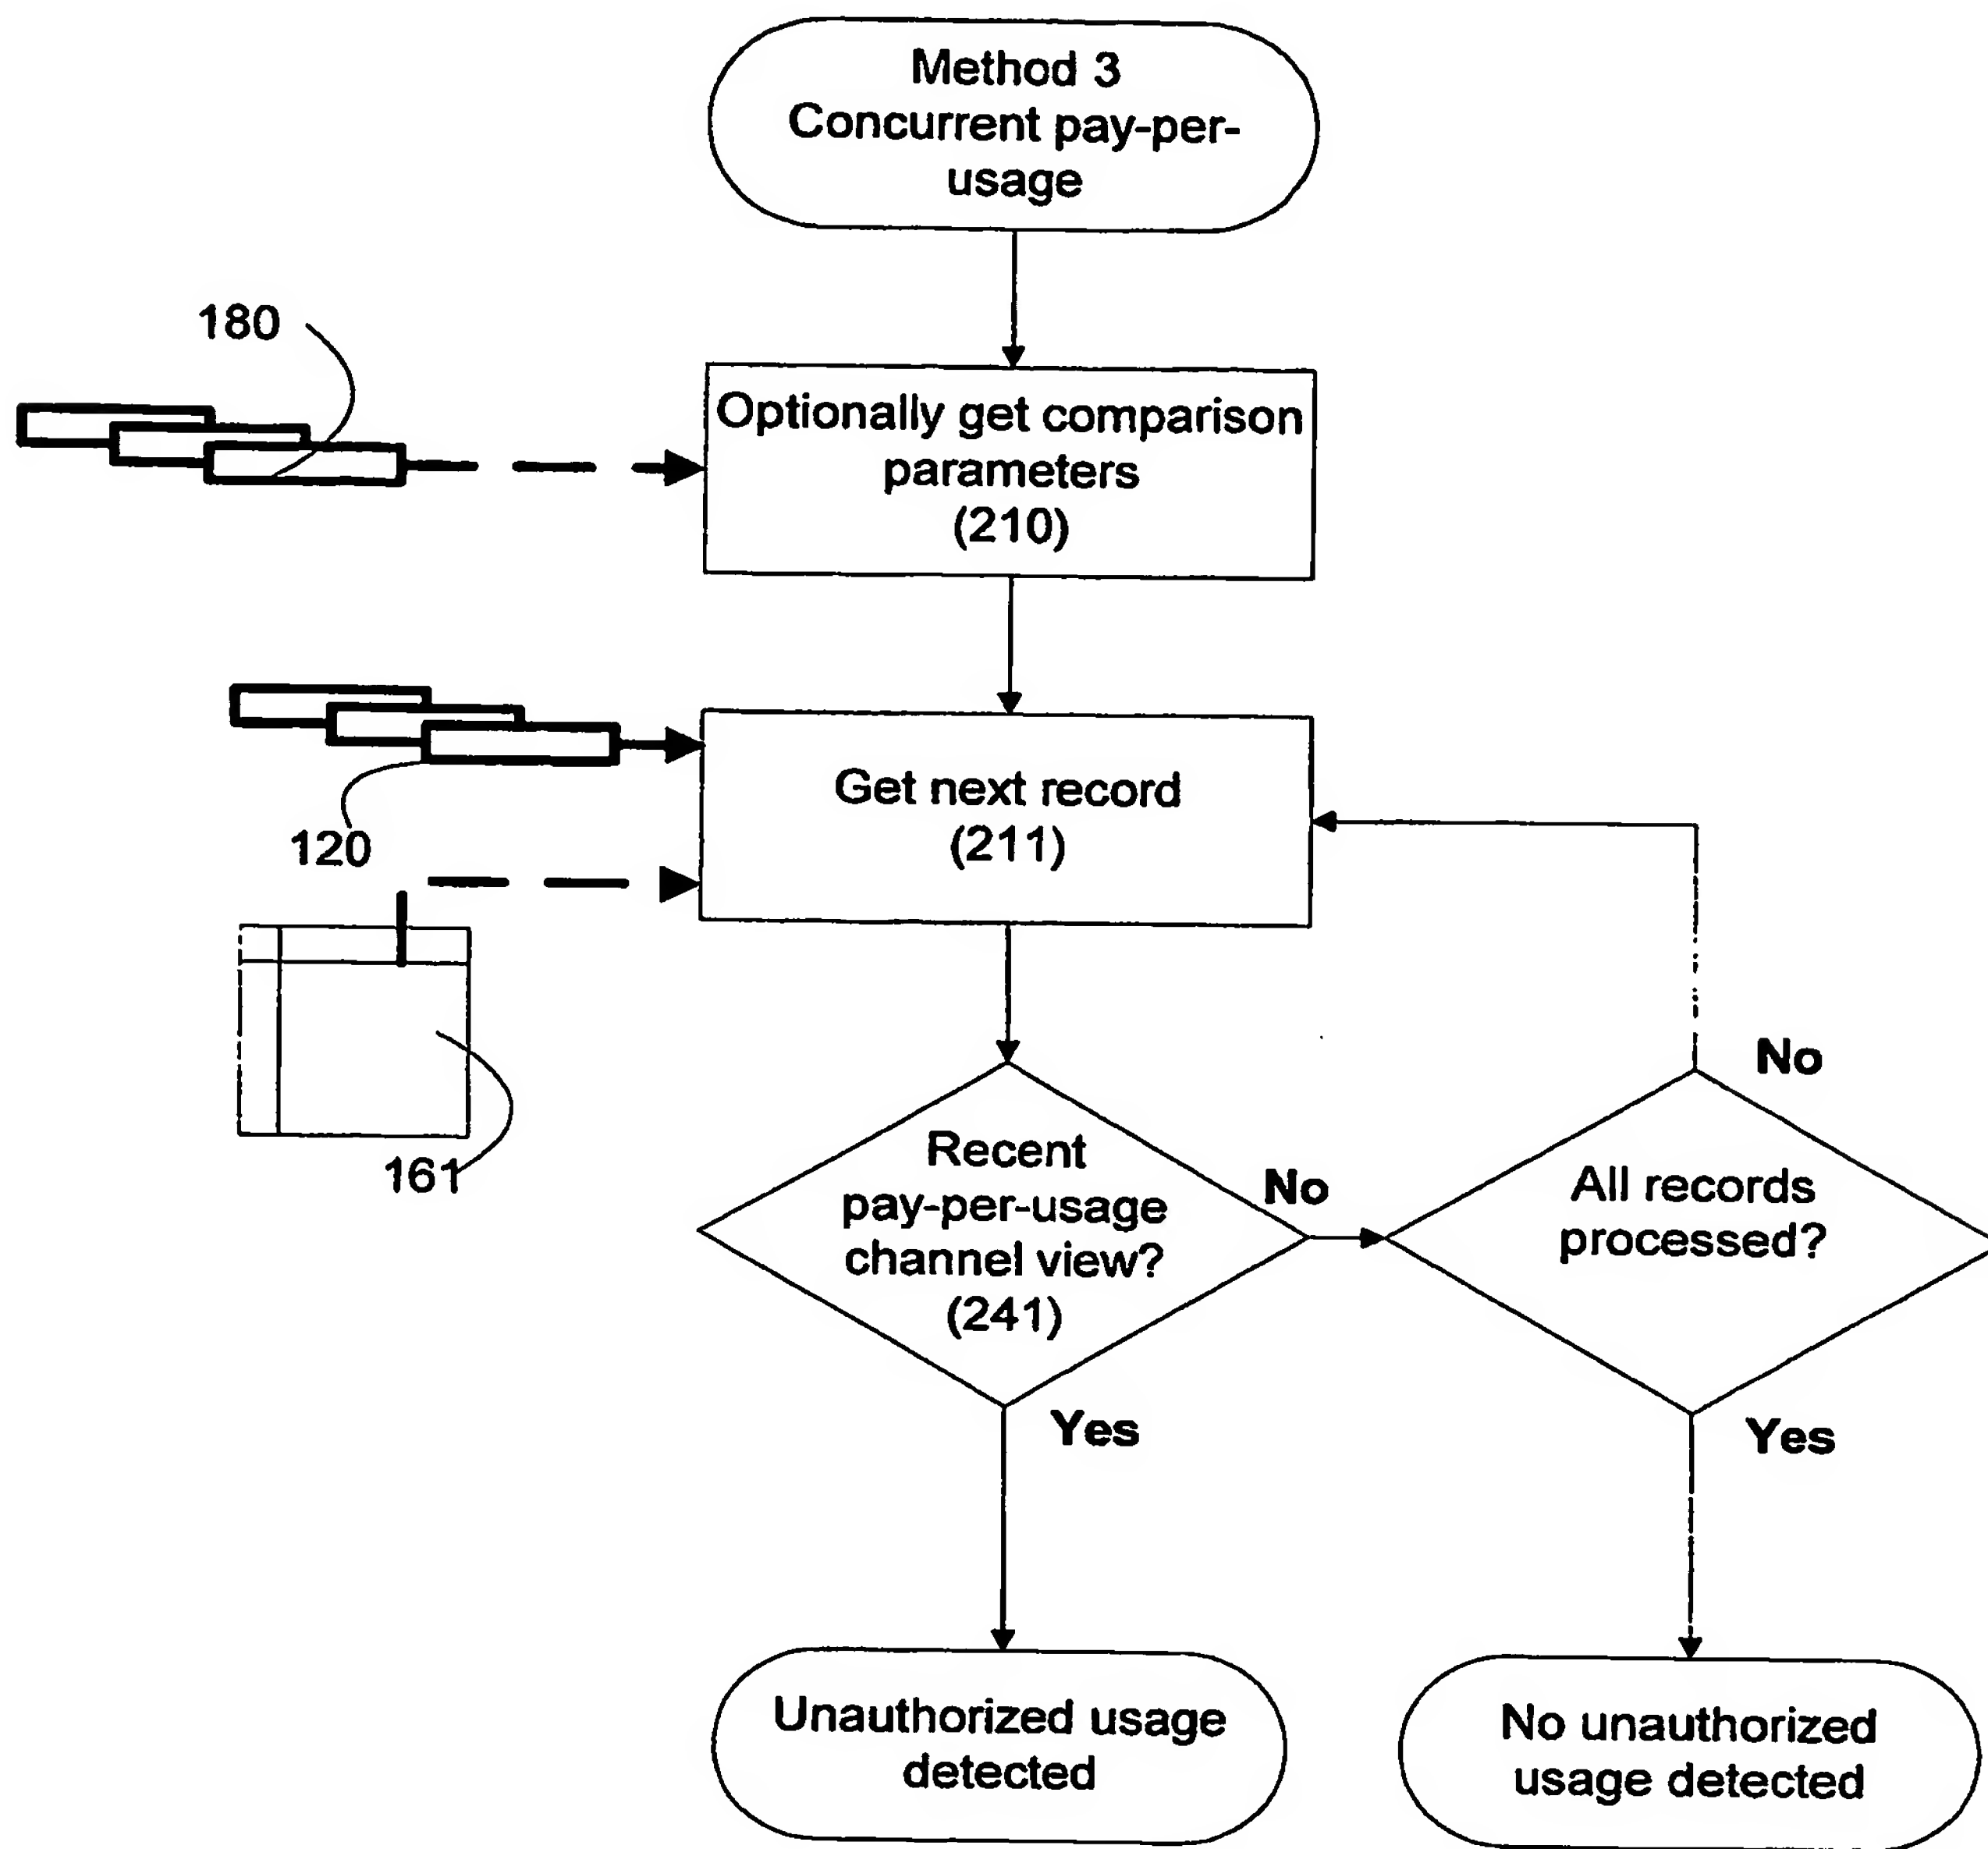 Method 3
Concurrent pay-per-
usage
180
Optionally get comparison
parameters
(210)
Get next record
(211)
120
161
No
Recent
pay-per-usage
channel view?
(241)
No
All records
processed?
Yes
Yes
Unauthorized usage
detected
No unauthorized
usage detected